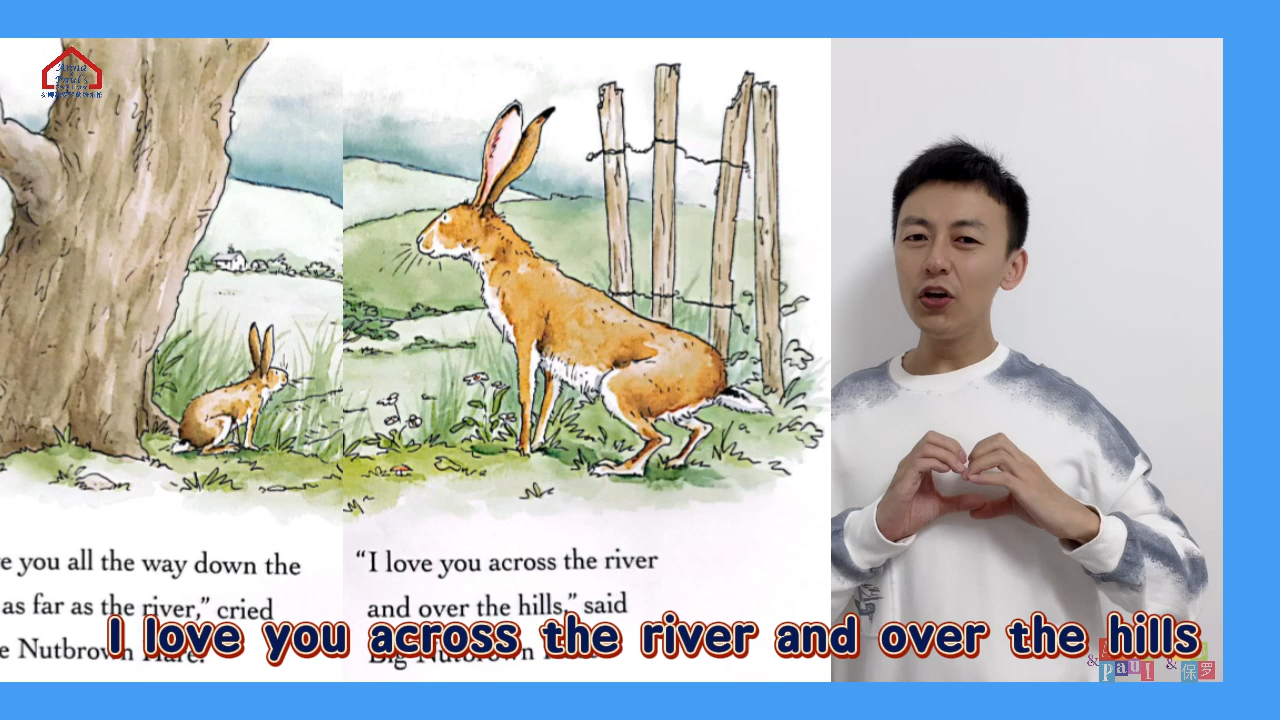 Anna
Paul's
e you all the way down the
as far as the river,” cried
e Nutbrown Hare.
“I love you across the river
and over the hills,” said
Big Nutbrown
I love you across the river and over the hills
& paul & 保罗